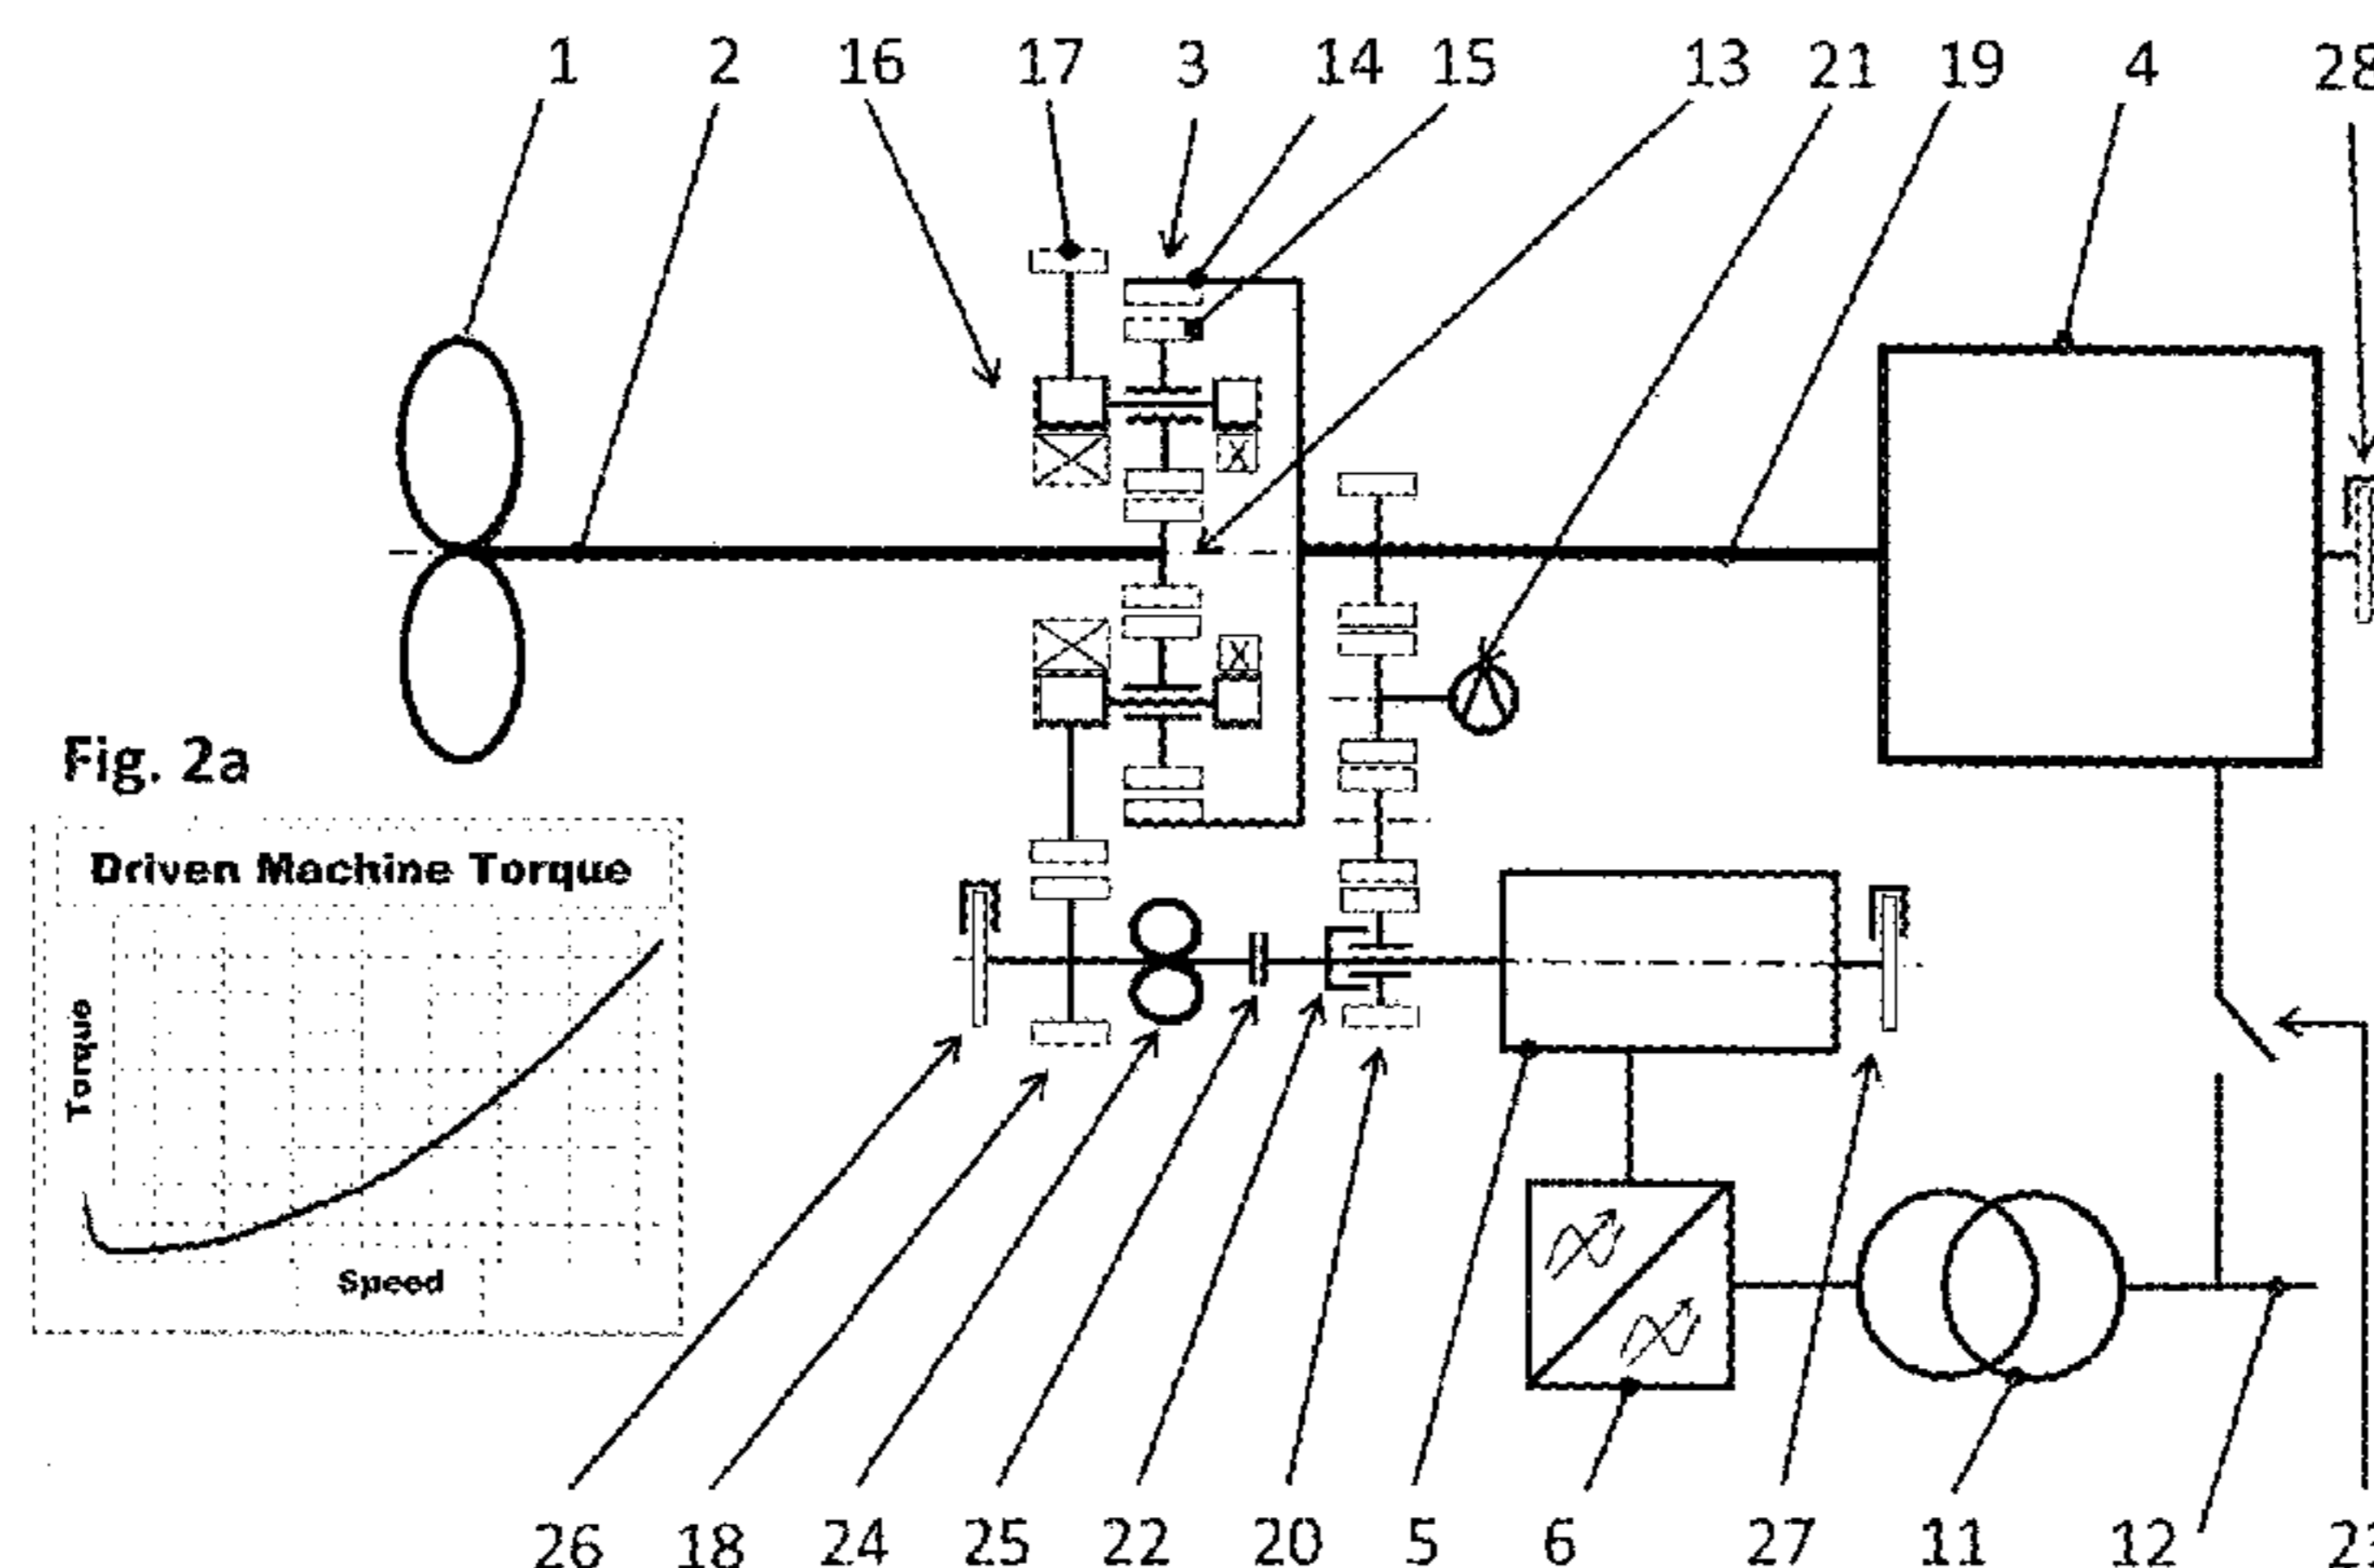 1 2 16 17 3 14 15 13 21 19 4 28
X
X
Fig. 2a
Driven Machine Torque
Torque
Speed
26 18 24 25 22 20 5 6 27 11 12